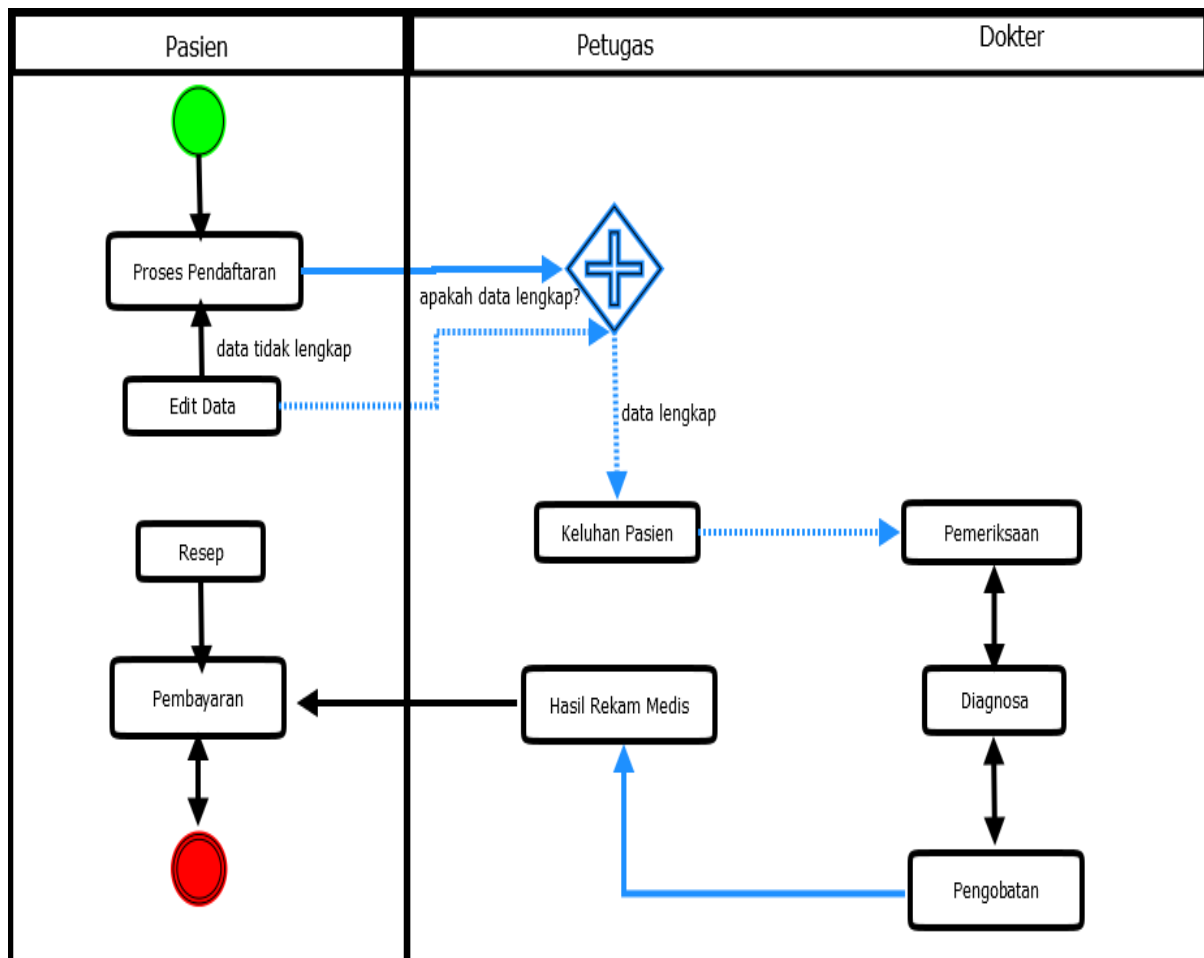 Pasien
Petugas
Dokter
Proses Pendaftaran
apakah data lengkap?
data tidak lengkap
Edit Data
data lengkap
Resep
Keluhan Pasien
Pemeriksaan
Pembayaran
Hasil Rekam Medis
Diagnosa
Pengobatan